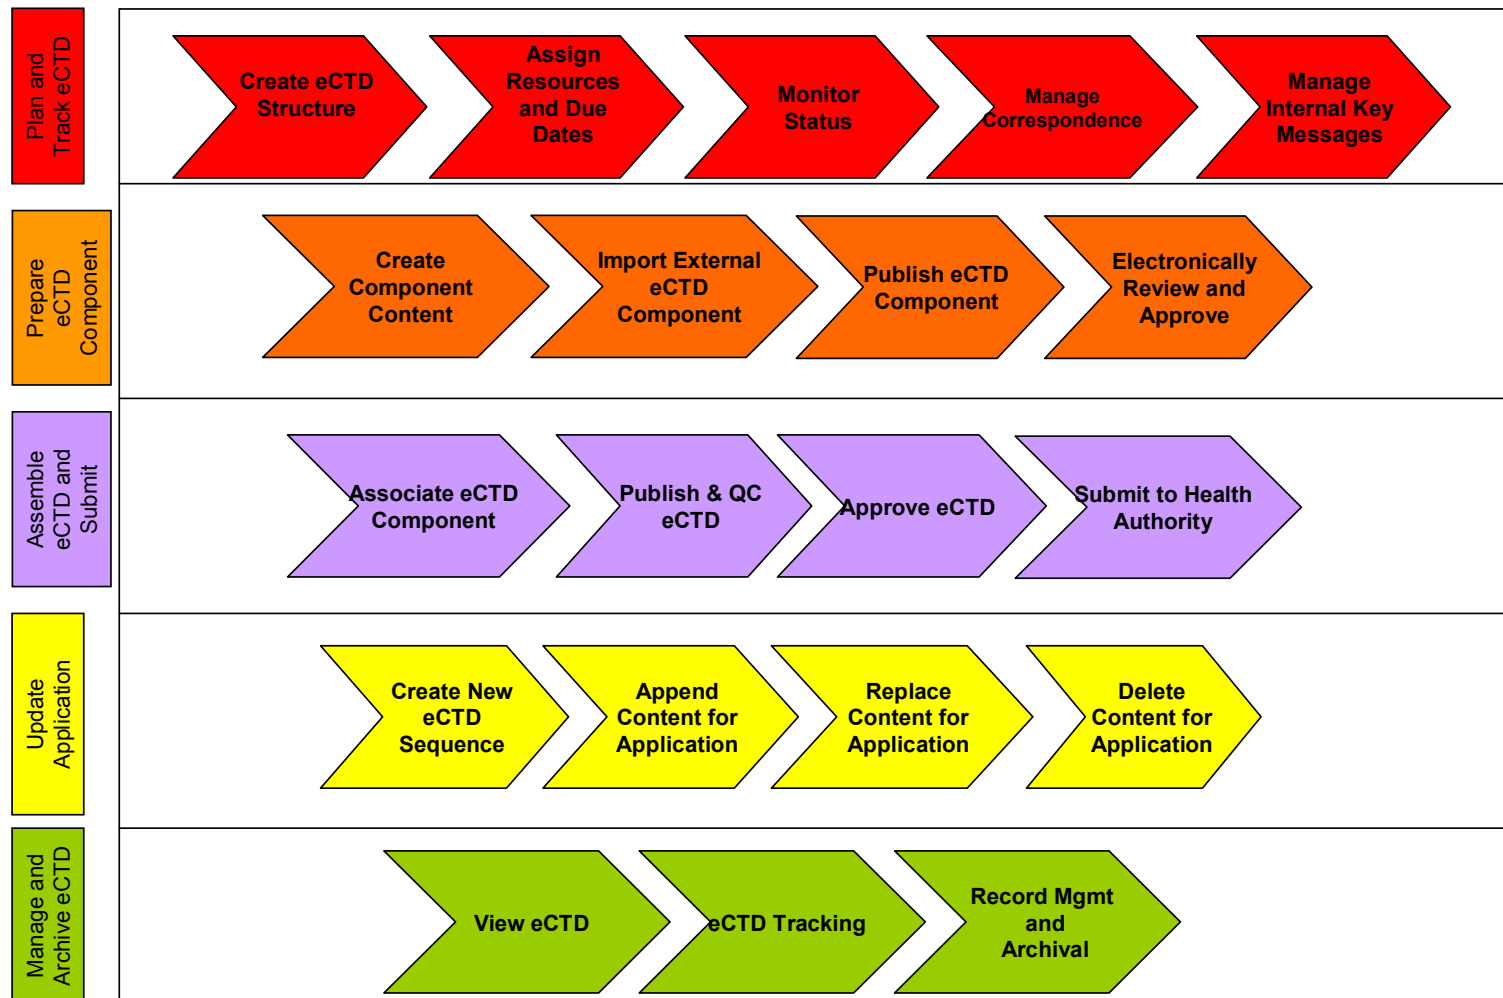 Plan and
Track eCTD
Create eCTD
Structure
Assign
Resources
and Due
Dates
Monitor
Status
Manage
Correspondence
Manage
Internal Key
Messages
Prepare
eCTD
Component
Create
Component
Content
Import External
eCTD
Component
Publish eCTD
Component
Electronically
Review and
Approve
Assemble
eCTD and
Submit
Associate eCTD
Component
Publish & QC
eCTD
Approve eCTD
Submit to Health
Authority
Update
Application
Create New
eCTD
Sequence
Append
Content for
Application
Replace
Content for
Application
Delete
Content for
Application
Manage and
Archive eCTD
View eCTD
eCTD Tracking
Record Mgmt
and
Archival